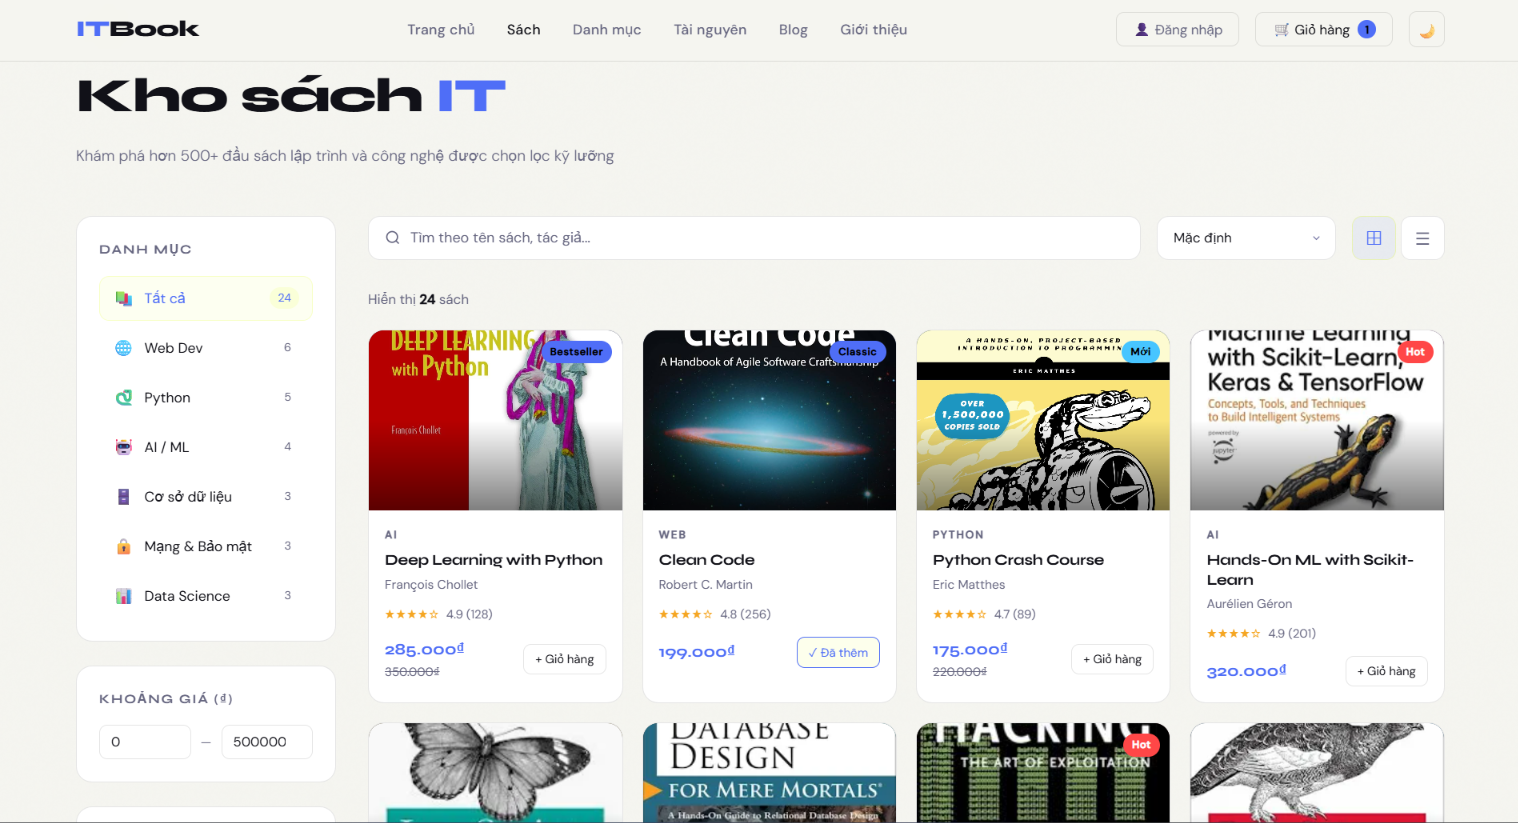 ITBook
Trang chủ
Sách
Danh mục
Tài nguyên
Blog
Giới thiệu
Đăng nhập
Giỏ hàng 1
Kho sách IT
Khám phá hơn 500+ đầu sách lập trình và công nghệ được chọn lọc kỹ lưỡng
DANH MỤC
Tất cả 24
Web Dev 6
Python 5
AI / ML 4
Cơ sở dữ liệu 3
Mạng & Bảo mật 3
Data Science 3
KHOẢNG GIÁ (₫)
0 — 500000
Tìm theo tên sách, tác giả...
Mặc định
Hiển thị 24 sách
DEEP LEARNING
with Python
François Chollet
Bestseller
AI
Deep Learning with Python
François Chollet
★★★★☆ 4.9 (128)
285.000₫
350.000₫
+ Giỏ hàng
Clean Code
A Handbook of Agile Software Craftsmanship
Classic
WEB
Clean Code
Robert C. Martin
★★★★☆ 4.8 (256)
199.000₫
✓ Đã thêm
A HANDS-ON, PROJECT-BASED
INTRODUCTION TO PROGRAMMING
ERIC MATTHES
OVER
1,500,000
COPIES SOLD
Mới
PYTHON
Python Crash Course
Eric Matthes
★★★★☆ 4.7 (89)
175.000₫
220.000₫
+ Giỏ hàng
Machine Learning
with Scikit-Learn,
Keras & TensorFlow
Concepts, Tools, and Techniques
to Build Intelligent Systems
powered by
jupyter
Hot
AI
Hands-On ML with Scikit-
Learn
Aurélien Géron
★★★★☆ 4.9 (201)
320.000₫
+ Giỏ hàng
DATABASE
DESIGN
FOR MERE MORTALS®
A Hands-On Guide to Relational Database Design
HACKING
THE ART OF EXPLOITATION
Hot